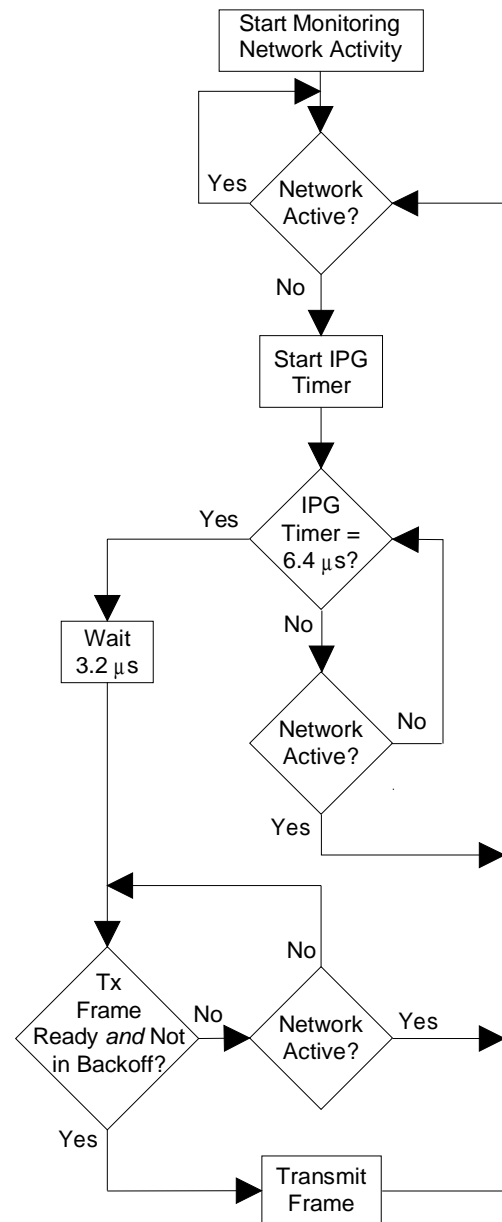 Start Monitoring
Network Activity
Yes
Network
Active?
No
Start IPG
Timer
Yes
IPG
Timer =
6.4 μs?
No
Wait
3.2 μs
Network
Active?
No
Yes
Tx
Frame
Ready and Not
in Backoff?
No
No
Network
Active?
Yes
Yes
Transmit
Frame